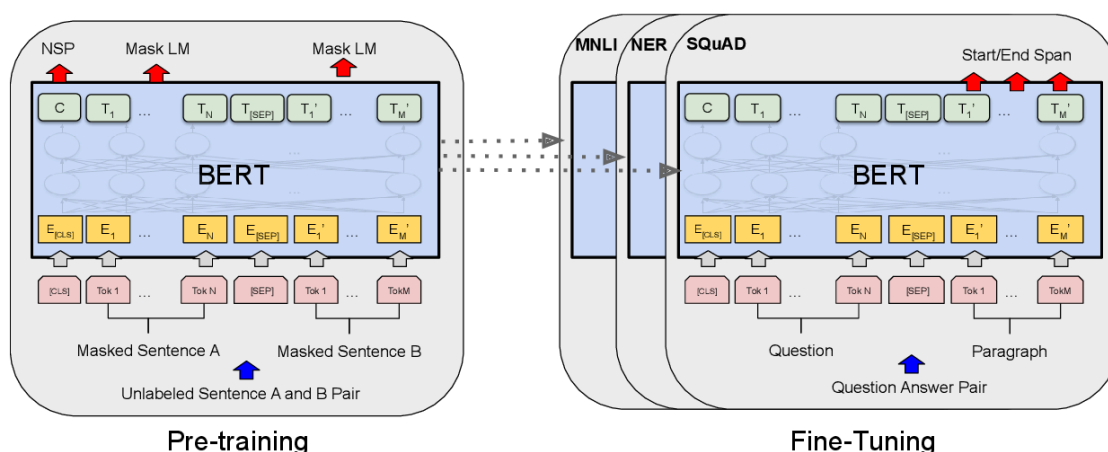 NSP Mask LM Mask LM
C T1 ... TN T[SEP] T1' ... TM'
BERT
E[CLS] E1 ... EN E[SEP] E1' ... EM'
[CLS] Tok 1 ... Tok N [SEP] Tok 1 ... TokM
Masked Sentence A Masked Sentence B
Unlabeled Sentence A and B Pair
Pre-training
MNLI NER SQuAD
Start/End Span
C T1 ... TN T[SEP] T1' ... TM'
BERT
E[CLS] E1 ... EN E[SEP] E1' ... EM'
[CLS] Tok 1 ... Tok N [SEP] Tok 1 ... TokM
Question Paragraph
Question Answer Pair
Fine-Tuning